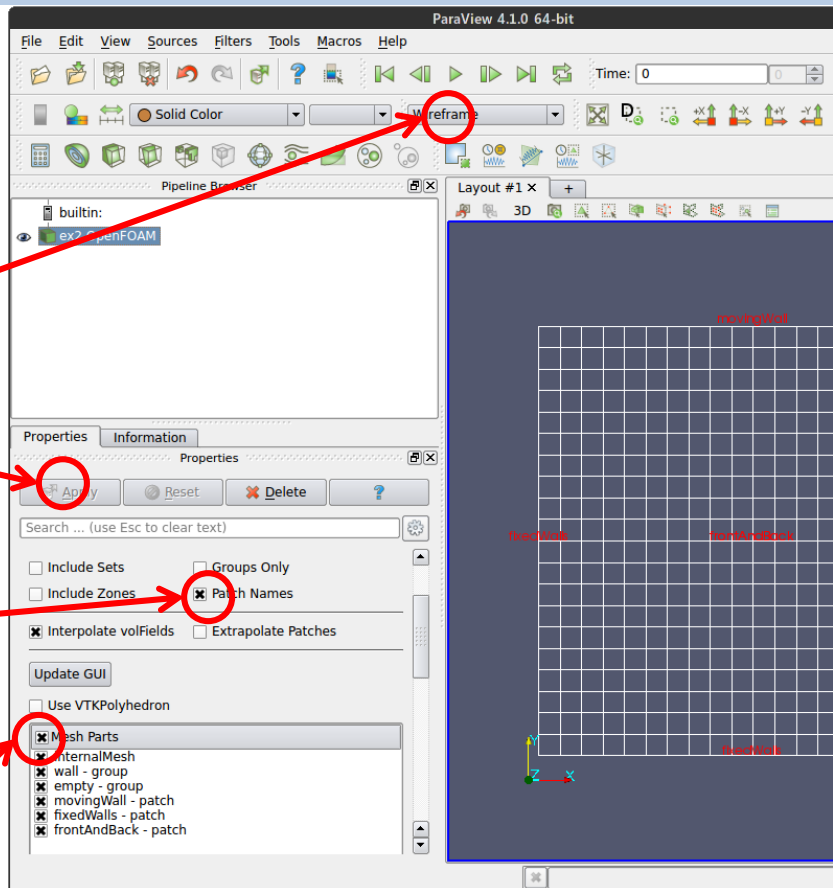 ParaView 4.1.0 64-bit
File Edit View Sources Filters Tools Macros Help
Time: 0 0
Solid Color Wireframe
Pipeline Browser
Layout #1
builtin:
3D
ex2.OpenFOAM
movingWall
Properties Information
Properties
Apply Reset Delete ?
Search ... (use Esc to clear text)
fixedWalls frontAndBack
Include Sets Groups Only
Include Zones Patch Names
Interpolate volFields Extrapolate Patches
Update GUI
Use VTKPolyhedron
Mesh Parts
internalMesh
wall - group
empty - group
movingWall - patch
fixedWalls - patch
frontAndBack - patch
Y
fixedWalls
Z X